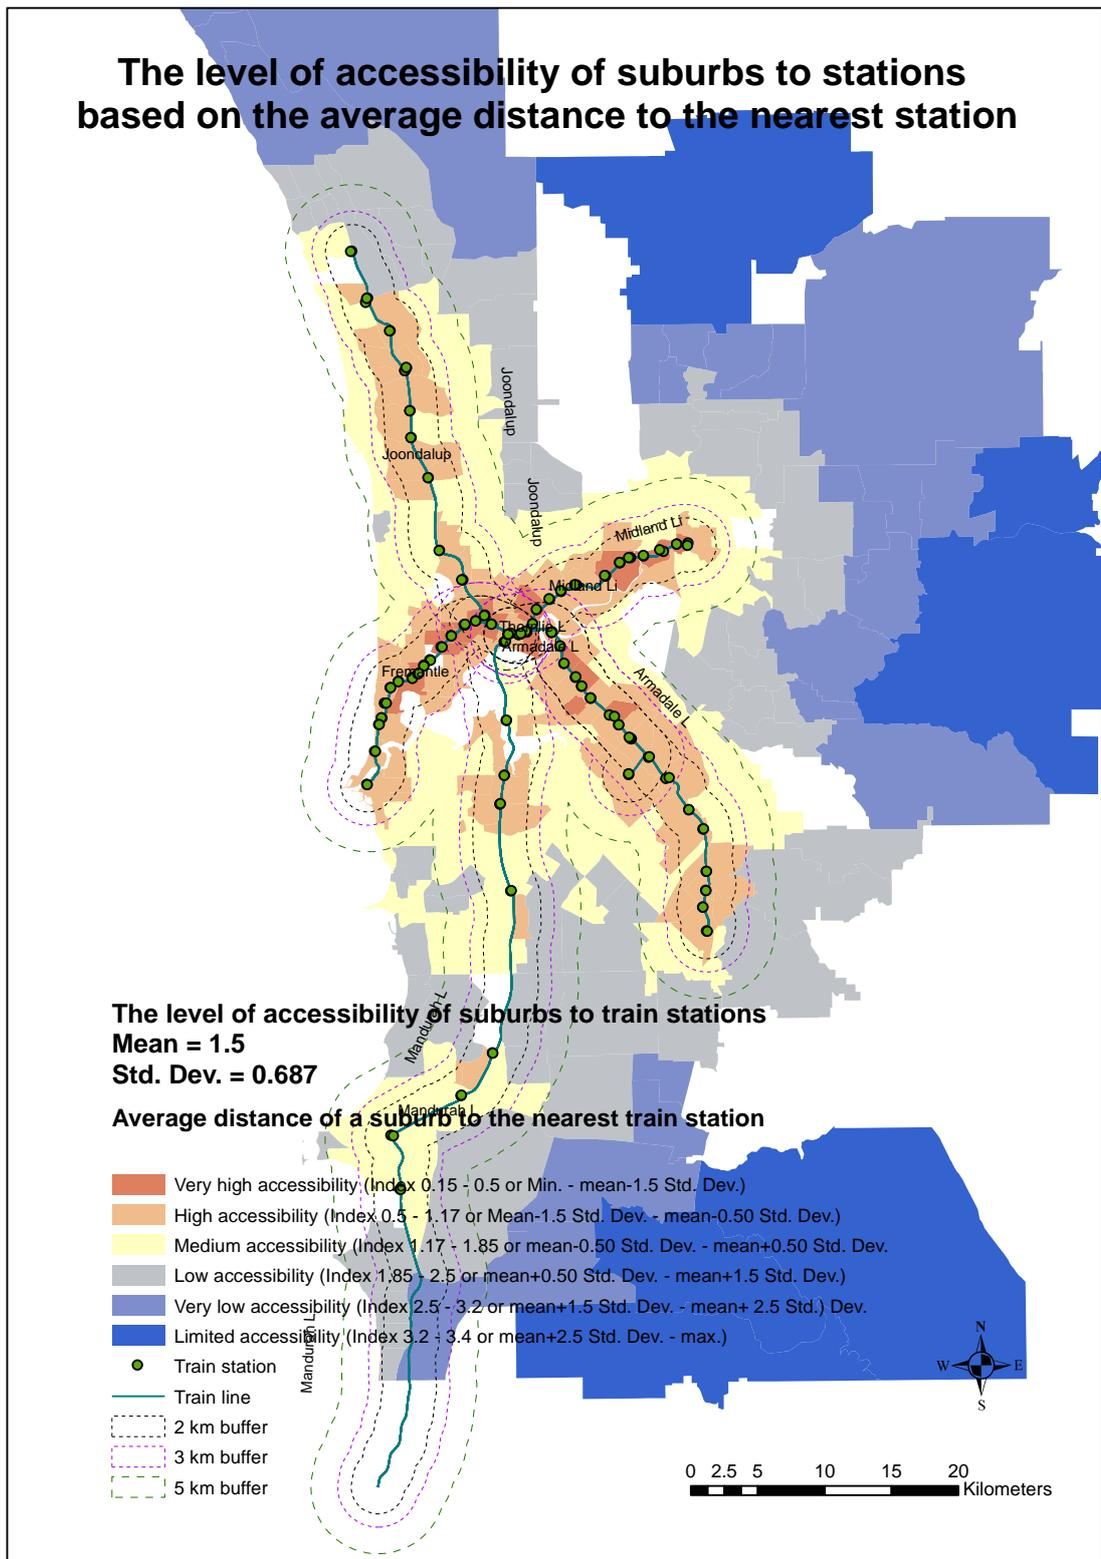 The level of accessibility of suburbs to stations
based on the average distance to the nearest station
Joondalup
Joondalup
Joondalup
Midland Li
Midland Li
Armadale L
Fremantle
Armadale L
Mandurah L
The level of accessibility of suburbs to train stations
Mean = 1.5
Std. Dev. = 0.687
Mandurah L
Average distance of a suburb to the nearest train station
Very high accessibility (Index 0.15 - 0.5 or Min. - mean-1.5 Std. Dev.)
High accessibility (Index 0.5 - 1.17 or Mean-1.5 Std. Dev. - mean-0.50 Std. Dev.)
Medium accessibility (Index 1.17 - 1.85 or mean-0.50 Std. Dev. - mean+0.50 Std. Dev.
Low accessibility (Index 1.85 - 2.5 or mean+0.50 Std. Dev. - mean+1.5 Std. Dev.)
Very low accessibility (Index 2.5 - 3.2 or mean+1.5 Std. Dev. - mean+ 2.5 Std.) Dev.
Limited accessibility (Index 3.2 - 3.4 or mean+2.5 Std. Dev. - max.)
Mandurah L
Train station
Train line
2 km buffer
3 km buffer
5 km buffer
N
W E
S
0 2.5 5 10 15 20
Kilometers